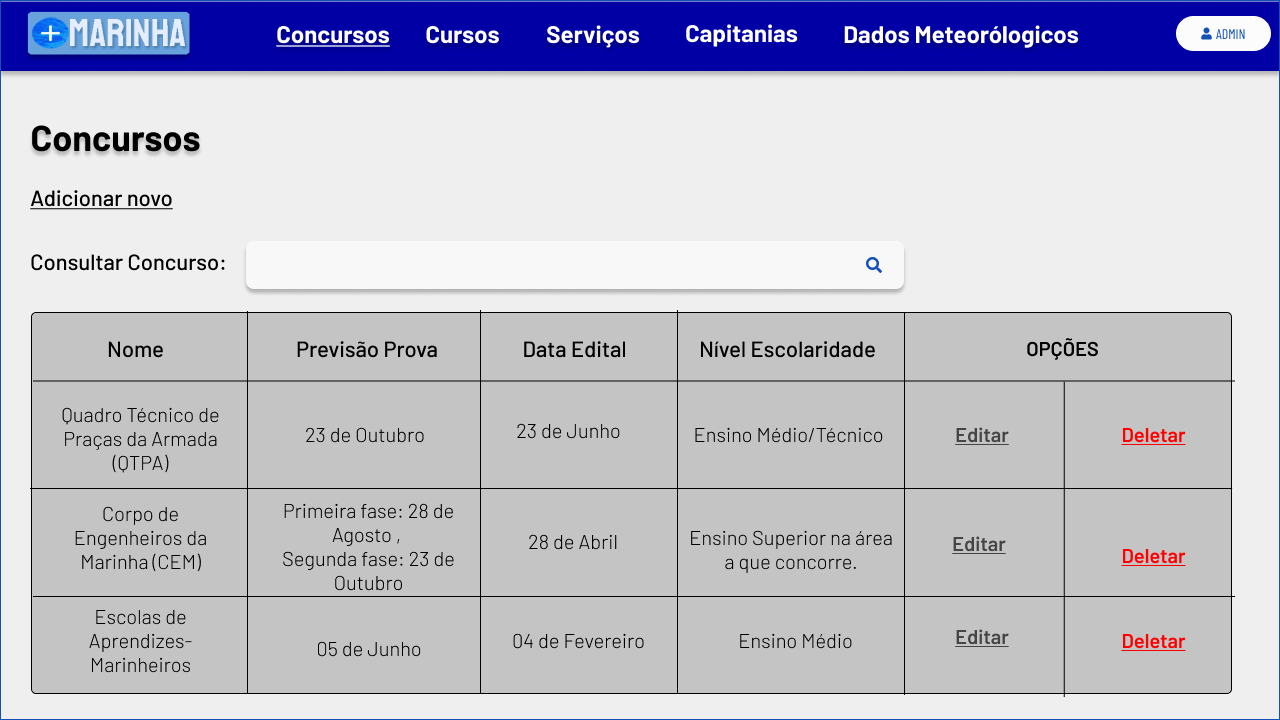 +MARINHA
Concursos Cursos Serviços Capitanias Dados Meteorólogicos
ADMIN
Concursos
Adicionar novo
Consultar Concurso:
Nome Previsão Prova Data Edital Nível Escolaridade OPÇÕES
Quadro Técnico de
Praças da Armada
(QTPA)
23 de Outubro
23 de Junho
Ensino Médio/Técnico
Editar
Deletar
Corpo de
Engenheiros da
Marinha (CEM)
Primeira fase: 28 de
Agosto ,
Segunda fase: 23 de
Outubro
28 de Abril
Ensino Superior na área
a que concorre.
Editar
Deletar
Escolas de
Aprendizes-
Marinheiros
05 de Junho
04 de Fevereiro
Ensino Médio
Editar
Deletar